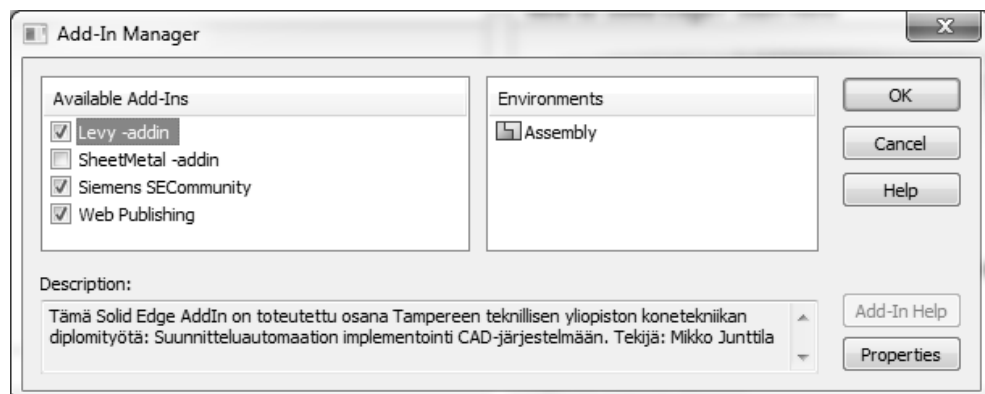 Add-In Manager
Available Add-Ins
Levy -addin
SheetMetal -addin
Siemens SECommunity
Web Publishing
Environments
Assembly
OK
Cancel
Help
Description:
Tämä Solid Edge AddIn on toteutettu osana Tampereen teknillisen yliopiston konetekniikan
diplomityötä: Suunnitteluautomaation implementointi CAD-järjestelmään. Tekijä: Mikko Junttila
Add-In Help
Properties